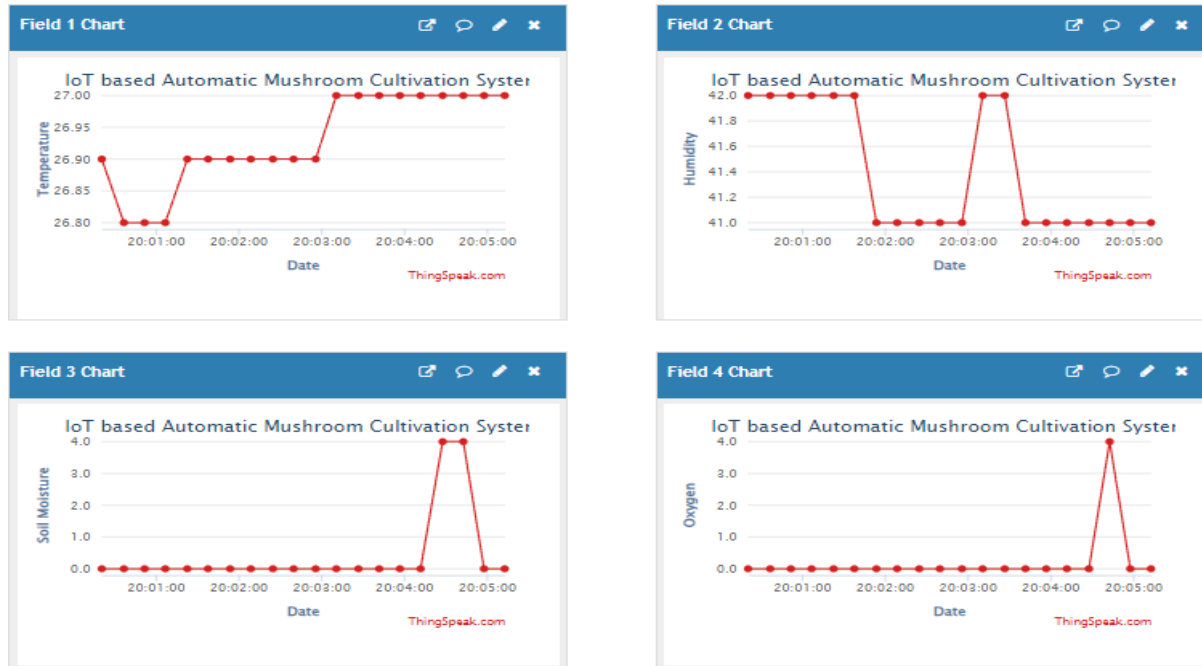 Field 1 Chart
IoT based Automatic Mushroom Cultivation Syster
27.00
26.95
26.90
26.85
26.80
Temperature
20:01:00 20:02:00 20:03:00 20:04:00 20:05:00
Date
ThingSpeak.com
Field 2 Chart
IoT based Automatic Mushroom Cultivation Syster
42.0
41.8
41.6
41.4
41.2
41.0
Humidity
20:01:00 20:02:00 20:03:00 20:04:00 20:05:00
Date
ThingSpeak.com
Field 3 Chart
IoT based Automatic Mushroom Cultivation Syster
4.0
3.0
2.0
1.0
0.0
Soil Moisture
20:01:00 20:02:00 20:03:00 20:04:00 20:05:00
Date
ThingSpeak.com
Field 4 Chart
IoT based Automatic Mushroom Cultivation Syster
4.0
3.0
2.0
1.0
0.0
Oxygen
20:01:00 20:02:00 20:03:00 20:04:00 20:05:00
Date
ThingSpeak.com